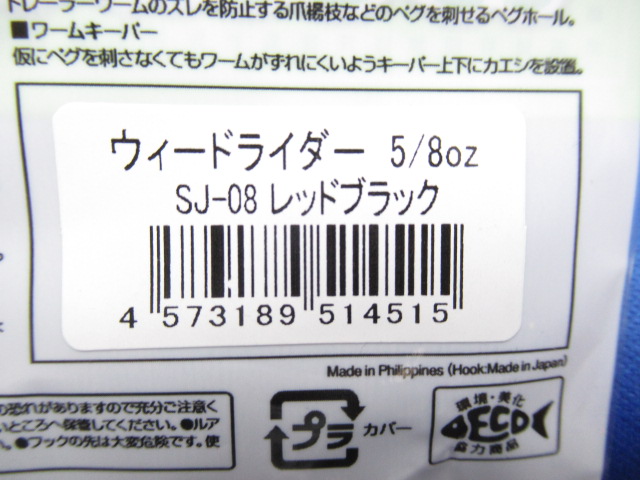 トレーラーワームのズレを防止する爪楊枝などのペグを刺せるペグホール。
■ワームキーパー
仮にペグを刺さなくてもワームがずれにくいようキーパー上下にカエシを設置。
ウィードライダー 5/8oz
SJ-08 レッドブラック
4 573189 514515
Made in Philippines (Hook:Made in Japan)
の恐れがありますので充分ご注意く
いところへ保管してください。●ルア
●フックの先は大変危険です。使
プラ
カバー
環境・美化
ECO
協力商品